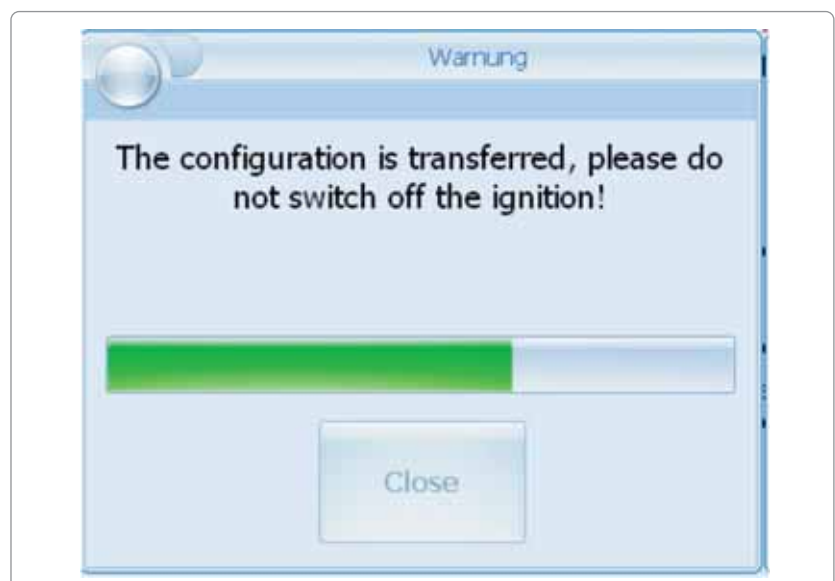 Warnung
The configuration is transferred, please do
not switch off the ignition!
Close